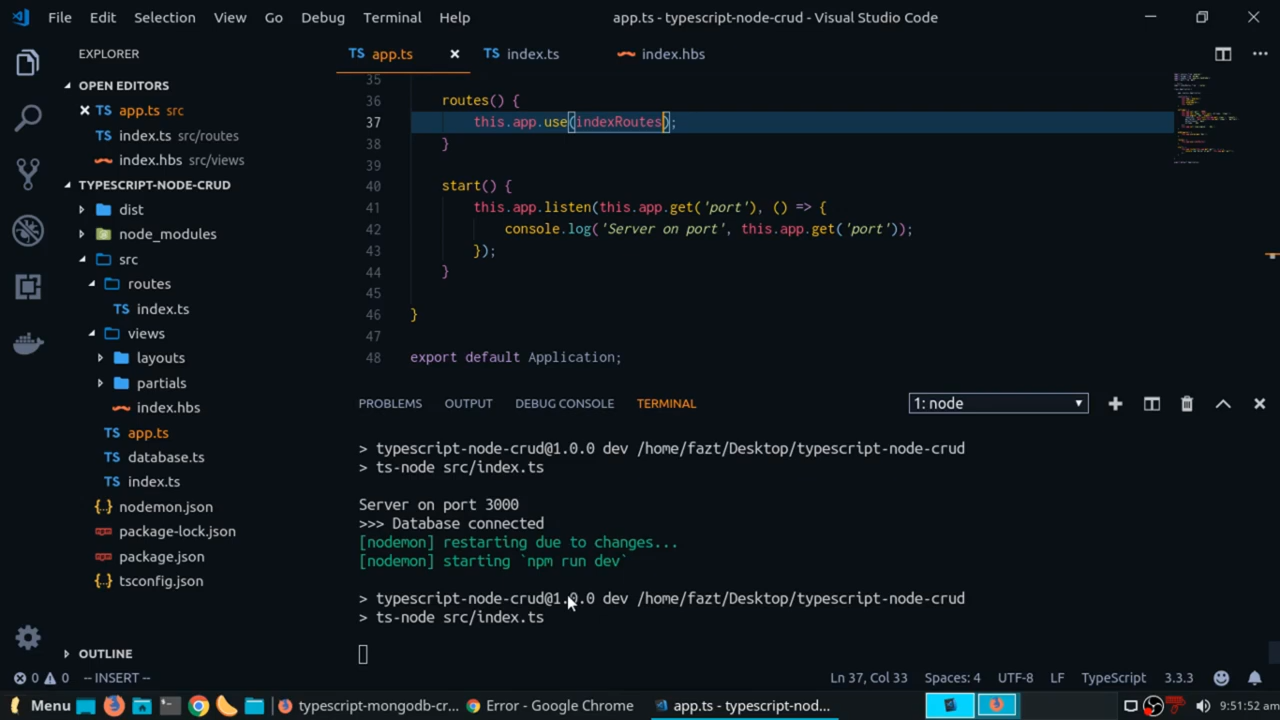 File Edit Selection View Go Debug Terminal Help
app.ts - typescript-node-crud - Visual Studio Code
EXPLORER
OPEN EDITORS
TS app.ts src
index.ts src/routes
index.hbs src/views
TYPESCRIPT-NODE-CRUD
dist
node_modules
src
routes
TS index.ts
views
layouts
partials
index.hbs
TS app.ts
TS database.ts
TS index.ts
{..} nodemon.json
package-lock.json
package.json
{..} tsconfig.json
OUTLINE
TS app.ts
TS index.ts
index.hbs
35
36 routes() {
37 this.app.use(indexRoutes);
38 }
39
40 start() {
41 this.app.listen(this.app.get('port'), () => {
42 console.log('Server on port', this.app.get('port'));
43 });
44 }
45
46 }
47
48 export default Application;
PROBLEMS OUTPUT DEBUG CONSOLE TERMINAL
1: node
> typescript-node-crud@1.0.0 dev /home/fazt/Desktop/typescript-node-crud
> ts-node src/index.ts
Server on port 3000
>>> Database connected
[nodemon] restarting due to changes...
[nodemon] starting `npm run dev`
> typescript-node-crud@1.0.0 dev /home/fazt/Desktop/typescript-node-crud
> ts-node src/index.ts
0 0 -- INSERT --
Ln 37, Col 33 Spaces: 4 UTF-8 LF TypeScript 3.3.3
Menu
typescript-mongodb-cr...
Error - Google Chrome
app.ts - typescript-nod...
9:51:52 am